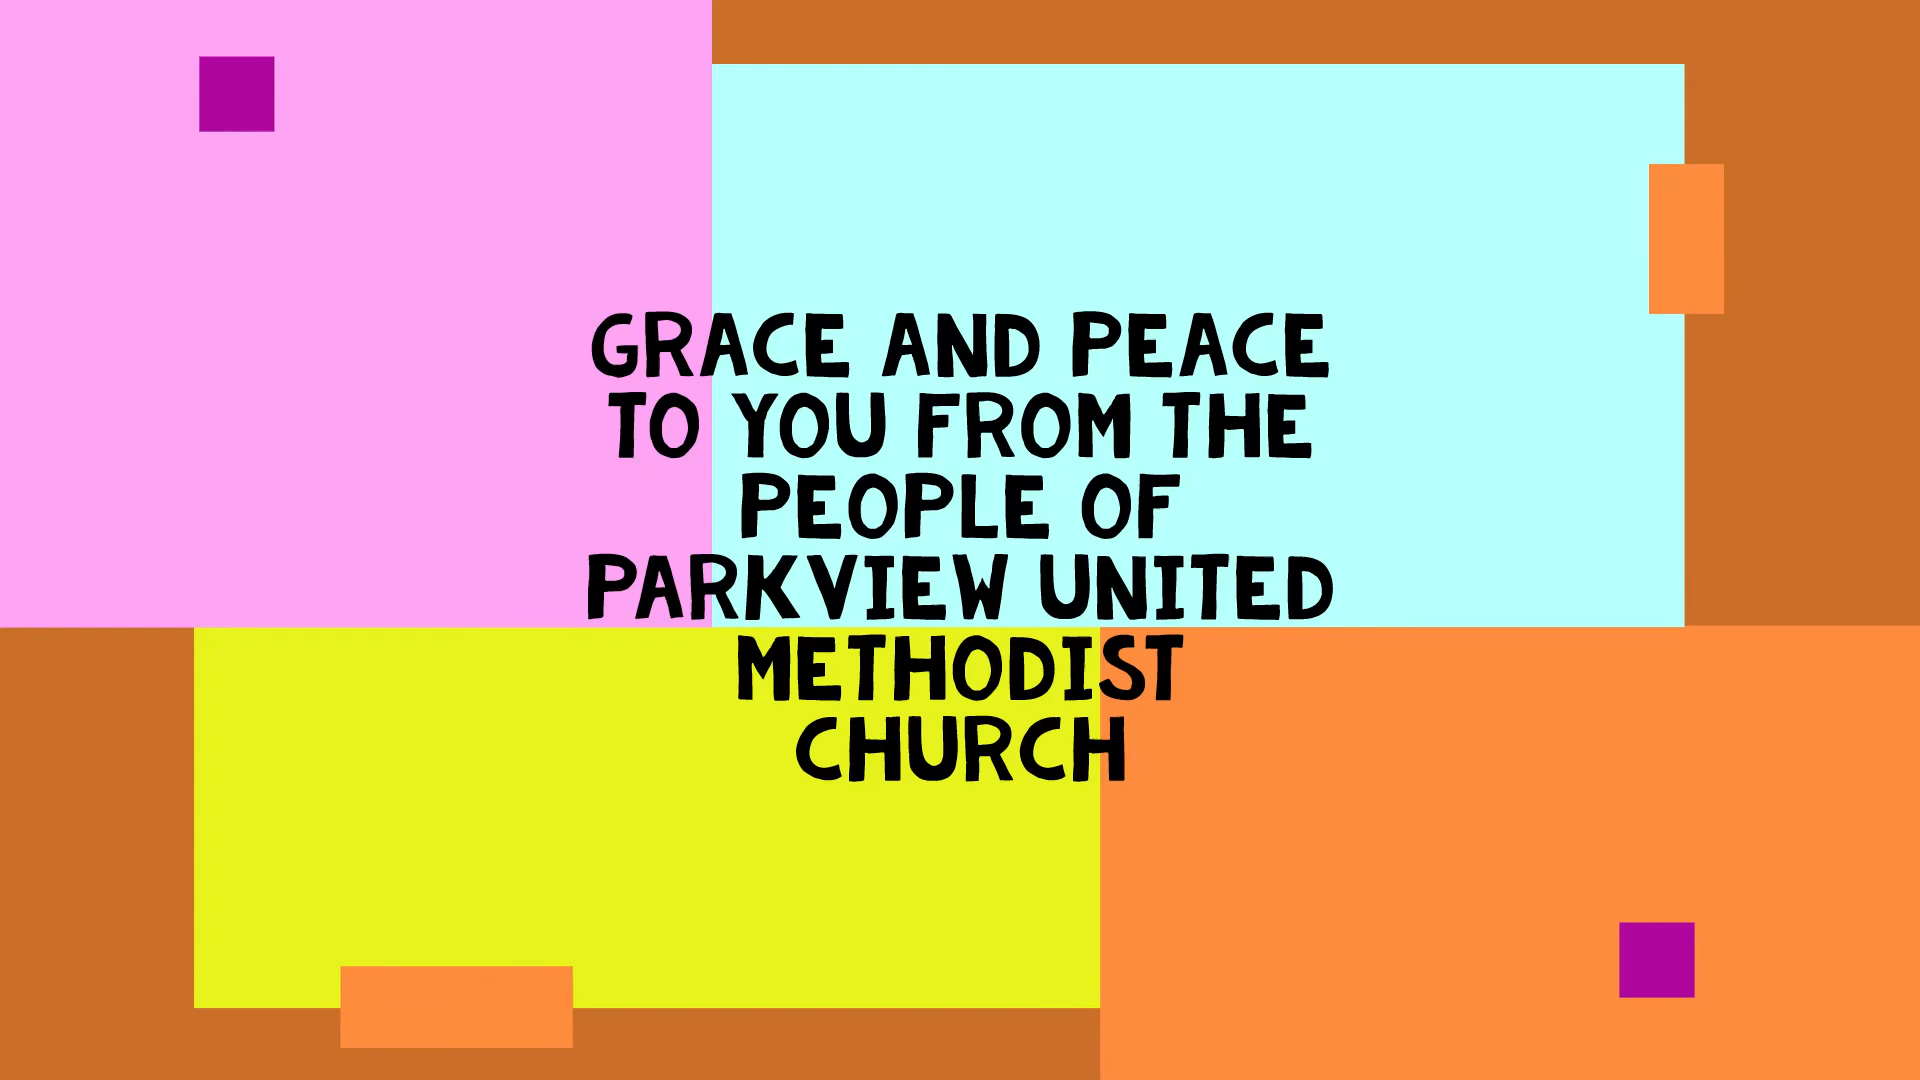 GRACE AND PEACE
TO YOU FROM THE
PEOPLE OF
PARKVIEW UNITED
METHODIST
CHURCH